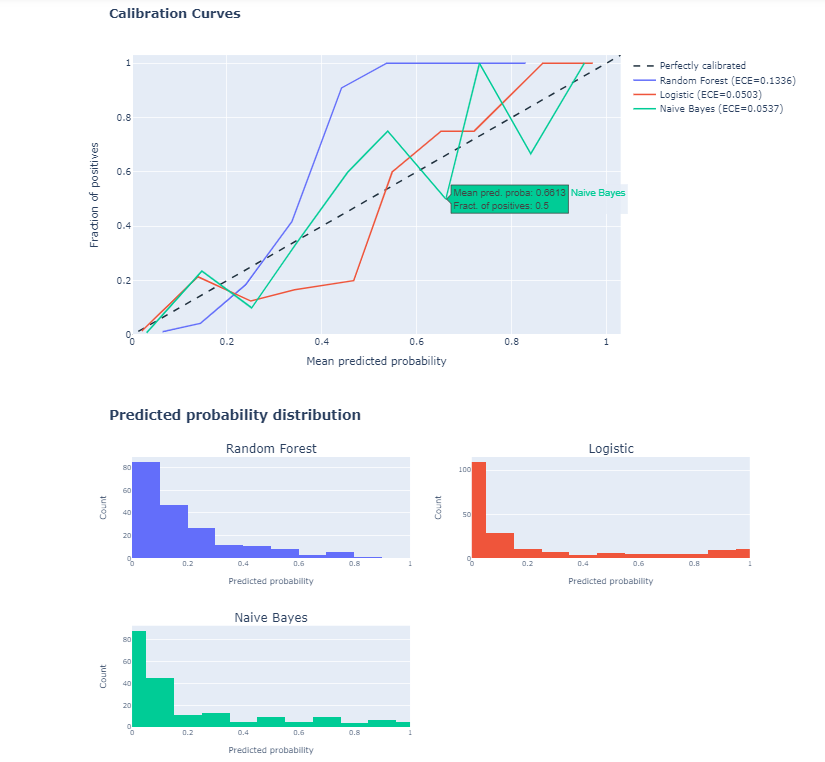 Calibration Curves
1
0.8
0.6
0.4
0.2
0
Fraction of positives
0
0.2
0.4
0.6
0.8
1
Mean predicted probability
Perfectly calibrated
Random Forest (ECE=0.1336)
Logistic (ECE=0.0503)
Naive Bayes (ECE=0.0537)
Mean pred. proba: 0.6613
Fract. of positives: 0.5
Naive Bayes
Predicted probability distribution
Random Forest
80
60
40
20
0
Count
0
0.2
0.4
0.6
0.8
1
Predicted probability
Logistic
100
50
0
Count
0
0.2
0.4
0.6
0.8
1
Predicted probability
Naive Bayes
80
60
40
20
0
Count
0
0.2
0.4
0.6
0.8
1
Predicted probability